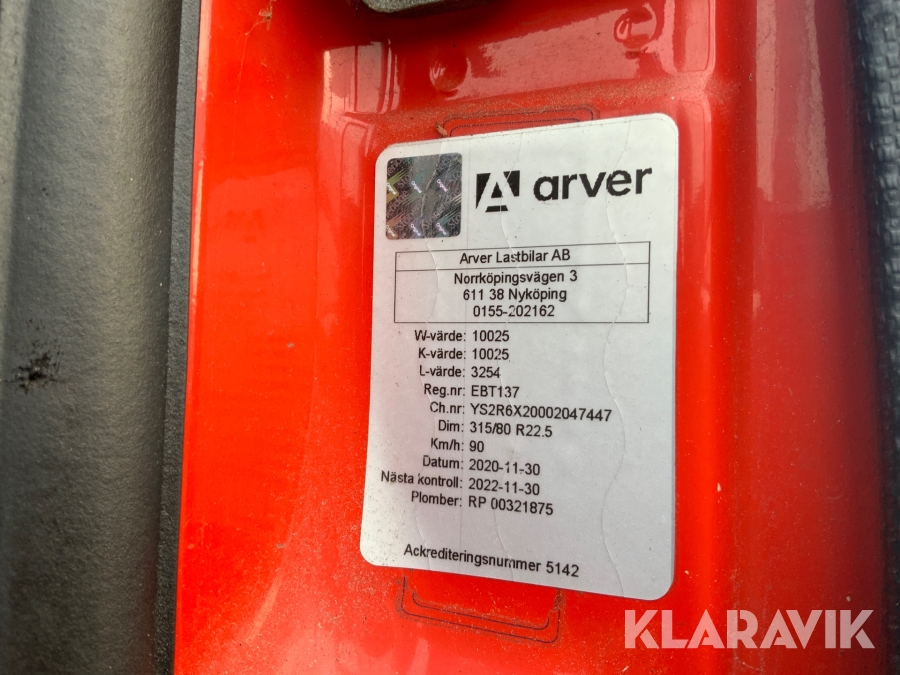 arver
Arver Lastbilar AB
Norrköpingsvägen 3
611 38 Nyköping
0155-202162
W-värde: 10025
K-värde: 10025
L-värde: 3254
Reg.nr: EBT137
Ch.nr: YS2R6X20002047447
Dim: 315/80 R22.5
Km/h: 90
Datum: 2020-11-30
Nästa kontroll: 2022-11-30
Plomber: RP 00321875
Ackrediteringsnummer 5142
KLARAVIK